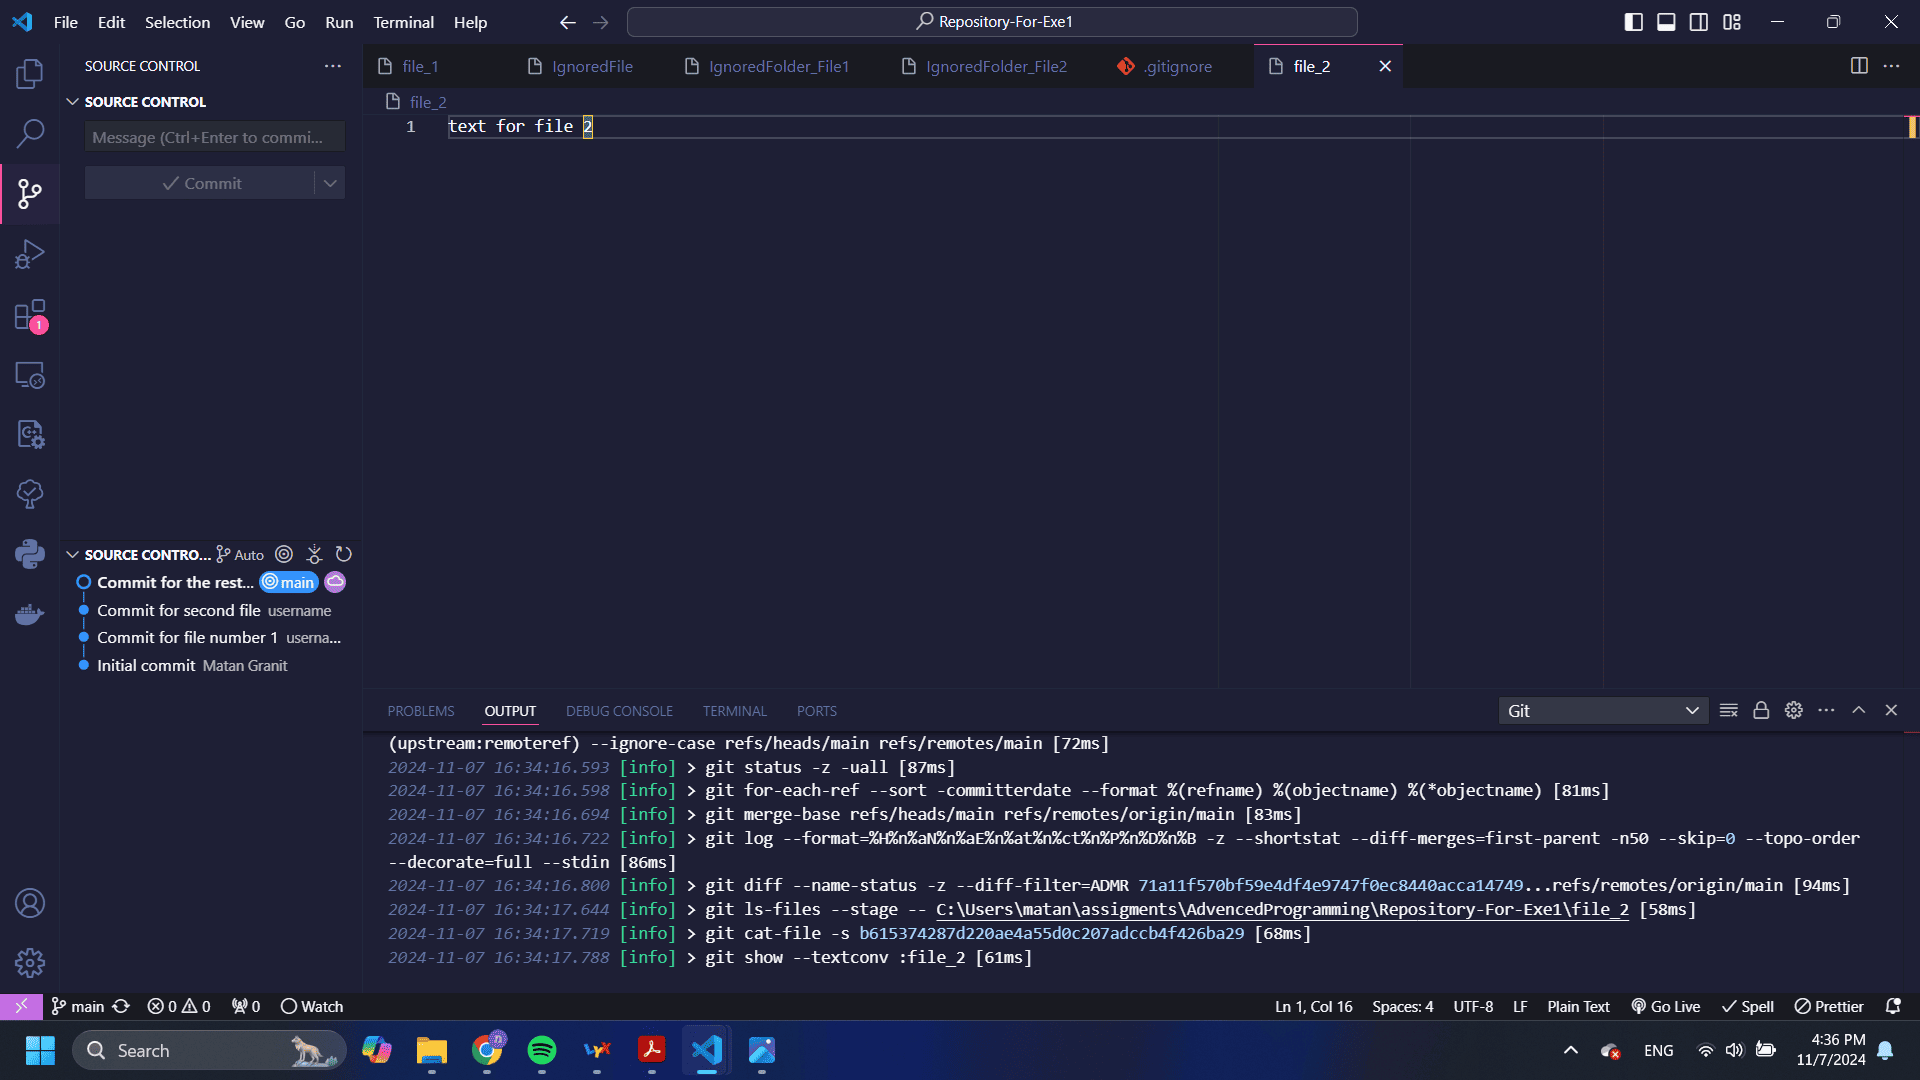 File Edit Selection View Go Run Terminal Help
Repository-For-Exe1
SOURCE CONTROL
file_1 IgnoredFile IgnoredFolder_File1 IgnoredFolder_File2 .gitignore file_2
SOURCE CONTROL
file_2
Message (Ctrl+Enter to commi...
1 text for file 2
Commit
1
SOURCE CONTRO... Auto
Commit for the rest... main
Commit for second file username
Commit for file number 1 userna...
Initial commit Matan Granit
PROBLEMS OUTPUT DEBUG CONSOLE TERMINAL PORTS Git
(upstream:remoteref) --ignore-case refs/heads/main refs/remotes/main [72ms]
2024-11-07 16:34:16.593 [info] > git status -z -uall [87ms]
2024-11-07 16:34:16.598 [info] > git for-each-ref --sort -committerdate --format %(refname) %(objectname) %(*objectname) [81ms]
2024-11-07 16:34:16.694 [info] > git merge-base refs/heads/main refs/remotes/origin/main [83ms]
2024-11-07 16:34:16.722 [info] > git log --format=%H%n%aN%n%aE%n%at%n%ct%n%P%n%D%n%B -z --shortstat --diff-merges=first-parent -n50 --skip=0 --topo-order
--decorate=full --stdin [86ms]
2024-11-07 16:34:16.800 [info] > git diff --name-status -z --diff-filter=ADMR 71a11f570bf59e4df4e9747f0ec8440acca14749...refs/remotes/origin/main [94ms]
2024-11-07 16:34:17.644 [info] > git ls-files --stage -- C:\Users\matan\assigments\AdvencedProgramming\Repository-For-Exe1\file_2 [58ms]
2024-11-07 16:34:17.719 [info] > git cat-file -s b615374287d220ae4a55d0c207adccb4f426ba29 [68ms]
2024-11-07 16:34:17.788 [info] > git show --textconv :file_2 [61ms]
main 0 0 0 Watch Ln 1, Col 16 Spaces: 4 UTF-8 LF Plain Text Go Live Spell Prettier
Search ENG 4:36 PM
11/7/2024